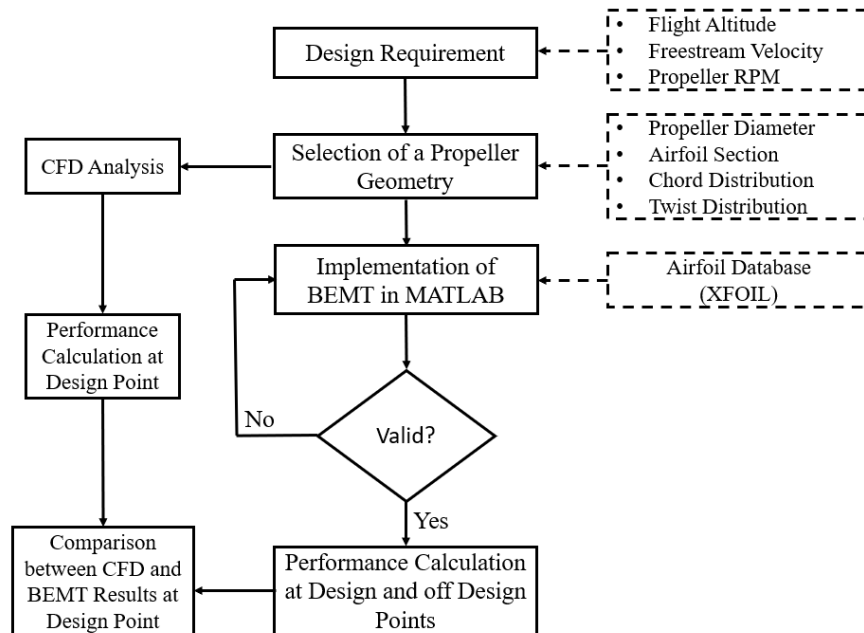 Design Requirement
• Flight Altitude
• Freestream Velocity
• Propeller RPM
CFD Analysis
Selection of a Propeller
Geometry
• Propeller Diameter
• Airfoil Section
• Chord Distribution
• Twist Distribution
Implementation of
BEMT in MATLAB
Airfoil Database
(XFOIL)
Performance
Calculation at
Design Point
No
Valid?
Yes
Comparison
between CFD and
BEMT Results at
Design Point
Performance Calculation
at Design and off Design
Points